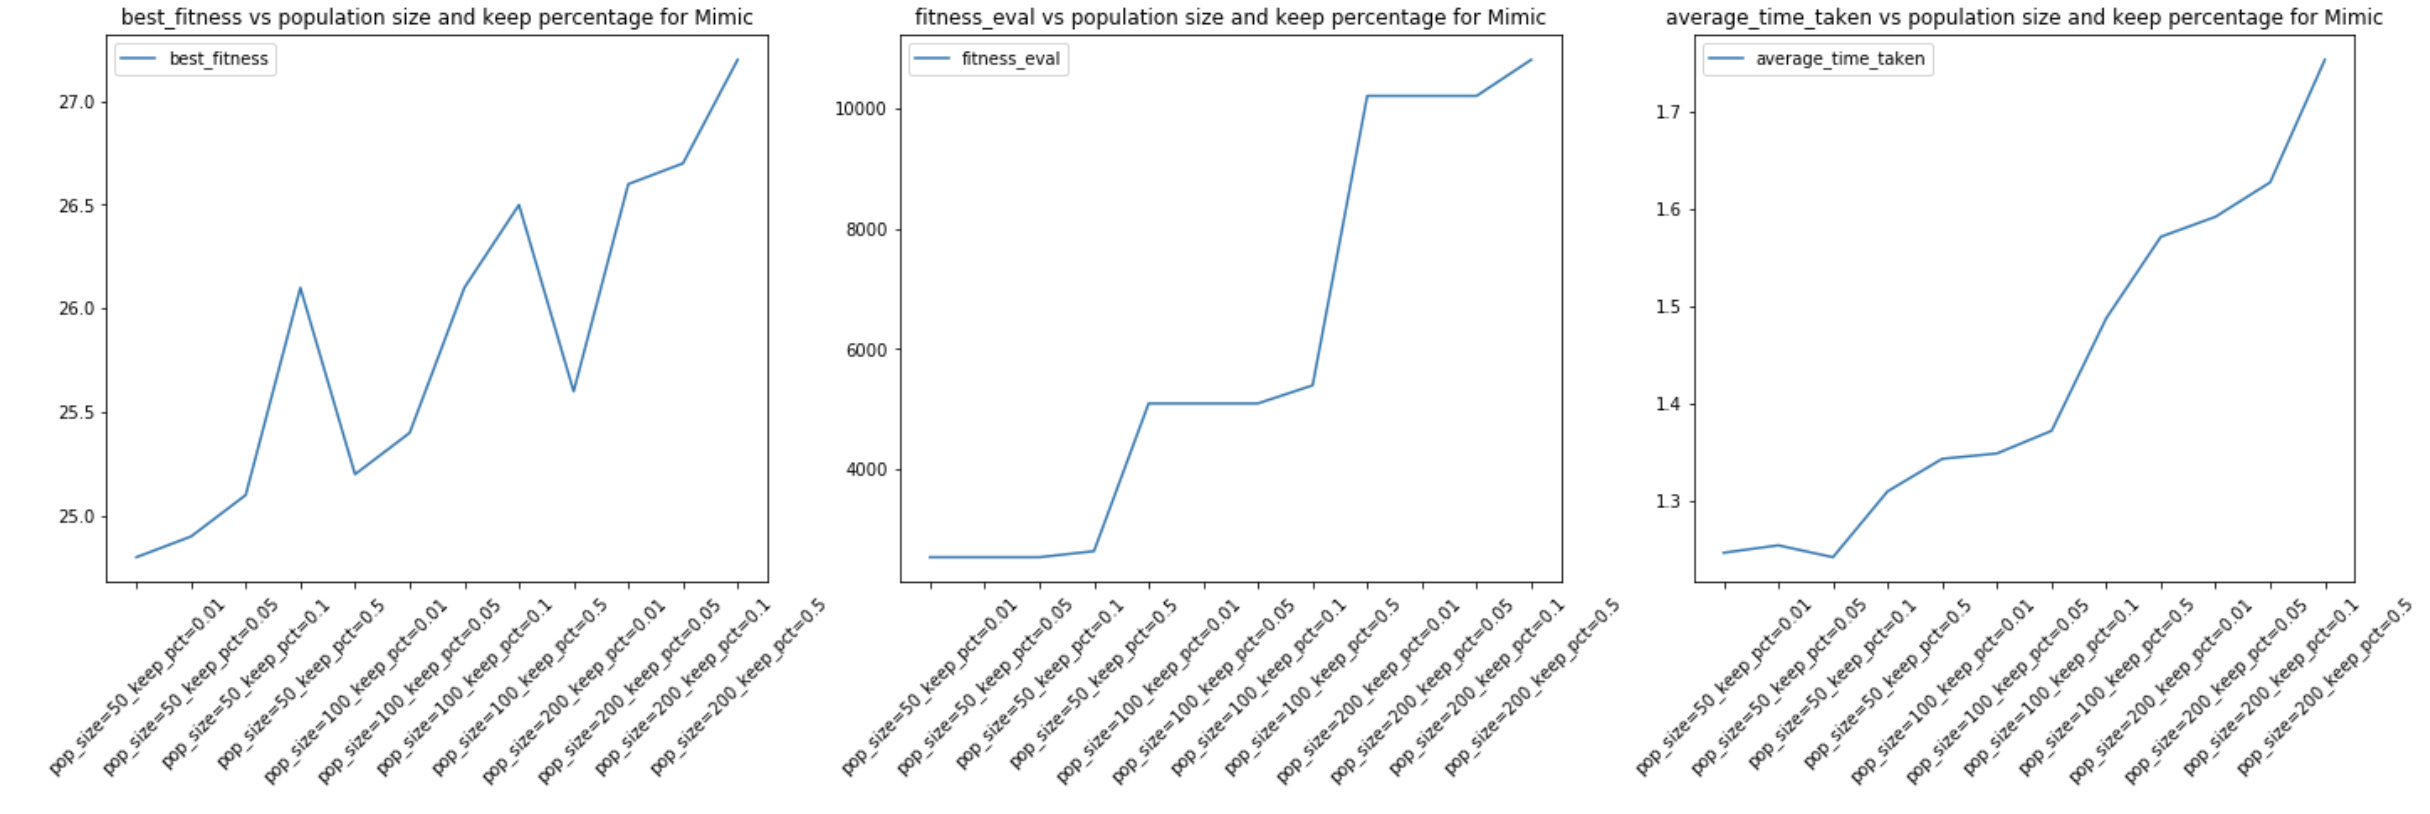 best_fitness vs population size and keep percentage for Mimic
best_fitness
27.0
26.5
26.0
25.5
25.0
pop_size=50_keep_pct=0.01
pop_size=50_keep_pct=0.05
pop_size=50_keep_pct=0.1
pop_size=50_keep_pct=0.5
pop_size=100_keep_pct=0.01
pop_size=100_keep_pct=0.05
pop_size=100_keep_pct=0.1
pop_size=100_keep_pct=0.5
pop_size=200_keep_pct=0.01
pop_size=200_keep_pct=0.05
pop_size=200_keep_pct=0.1
pop_size=200_keep_pct=0.5
fitness_eval vs population size and keep percentage for Mimic
fitness_eval
10000
8000
6000
4000
pop_size=50_keep_pct=0.01
pop_size=50_keep_pct=0.05
pop_size=50_keep_pct=0.1
pop_size=50_keep_pct=0.5
pop_size=100_keep_pct=0.01
pop_size=100_keep_pct=0.05
pop_size=100_keep_pct=0.1
pop_size=100_keep_pct=0.5
pop_size=200_keep_pct=0.01
pop_size=200_keep_pct=0.05
pop_size=200_keep_pct=0.1
pop_size=200_keep_pct=0.5
average_time_taken vs population size and keep percentage for Mimic
average_time_taken
1.7
1.6
1.5
1.4
1.3
pop_size=50_keep_pct=0.01
pop_size=50_keep_pct=0.05
pop_size=50_keep_pct=0.1
pop_size=50_keep_pct=0.5
pop_size=100_keep_pct=0.01
pop_size=100_keep_pct=0.05
pop_size=100_keep_pct=0.1
pop_size=100_keep_pct=0.5
pop_size=200_keep_pct=0.01
pop_size=200_keep_pct=0.05
pop_size=200_keep_pct=0.1
pop_size=200_keep_pct=0.5